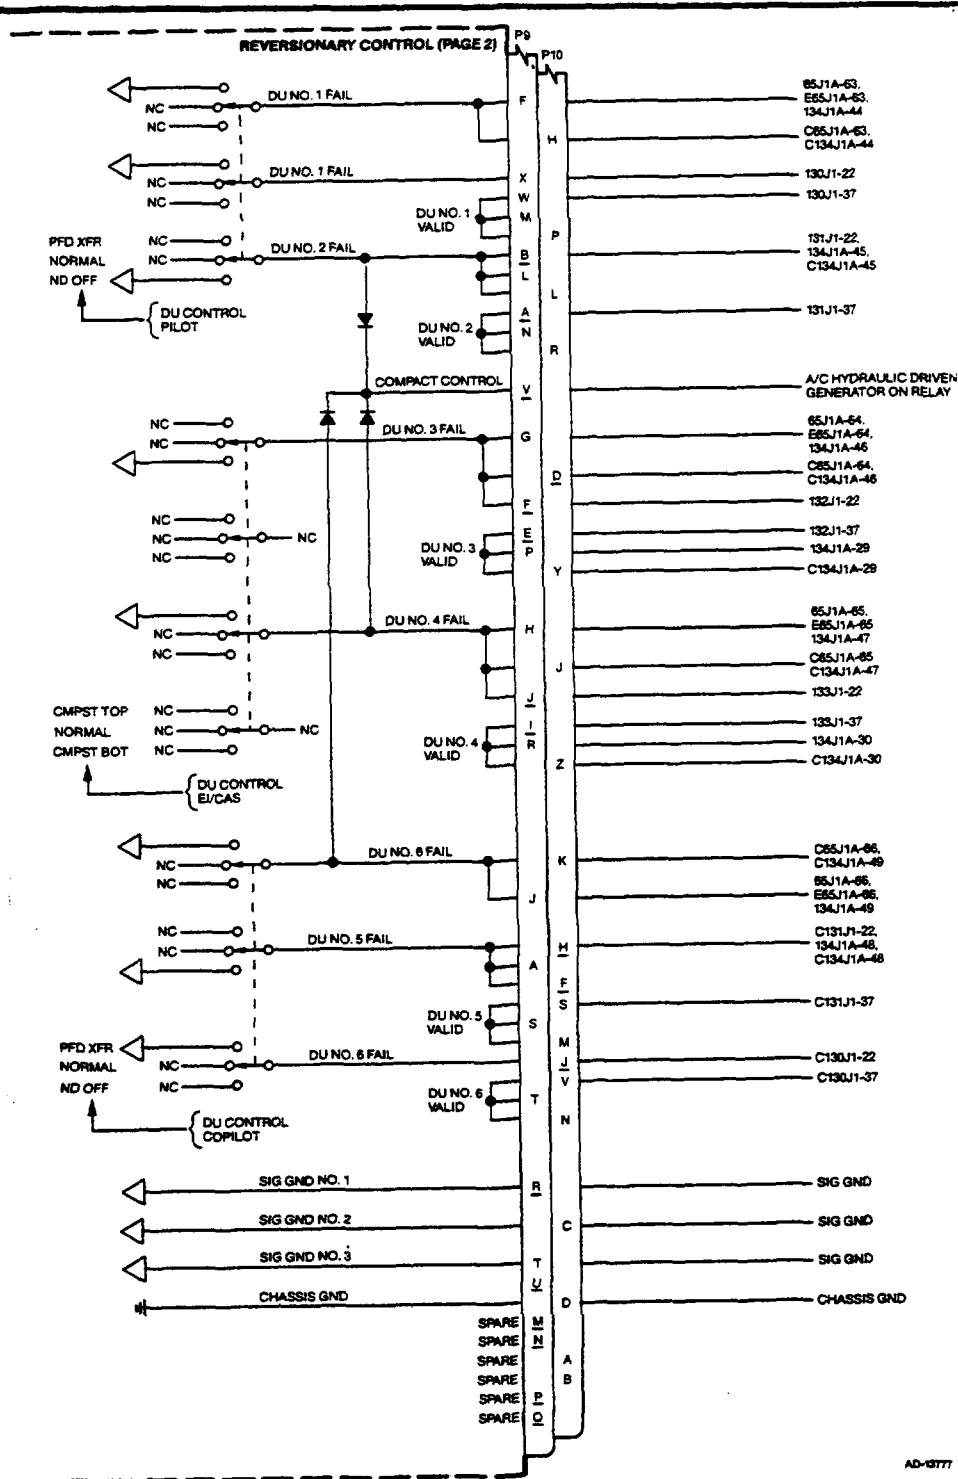 REVERSIONARY CONTROL (PAGE 2)
P9
P10
DU NO. 1 FAIL
F
65J1A-63,
E65J1A-63,
134J1A-44
NC
NC
H
C65J1A-63,
C134J1A-44
DU NO. 1 FAIL
X
130J1-22
NC
NC
W
130J1-37
DU NO. 1
VALID
M
P
PFD XFR
NC
DU NO. 2 FAIL
B
131J1-22,
134J1A-45,
C134J1A-45
NORMAL
NC
L
ND OFF
L
DU CONTROL
PILOT
A
131J1-37
DU NO. 2
VALID
N
R
COMPACT CONTROL
V
A/C HYDRAULIC DRIVEN
GENERATOR ON RELAY
NC
NC
DU NO. 3 FAIL
G
65J1A-64,
E65J1A-64,
134J1A-46
D
C65J1A-64,
C134J1A-46
F
132J1-22
NC
NC
NC
NC
E
132J1-37
DU NO. 3
VALID
P
134J1A-29
Y
C134J1A-29
DU NO. 4 FAIL
H
65J1A-65,
E65J1A-65
134J1A-47
NC
NC
J
C65J1A-65
C134J1A-47
J
133J1-22
CMPST TOP
NC
NORMAL
NC
NC
I
133J1-37
CMPST BOT
NC
DU NO. 4
VALID
R
134J1A-30
Z
C134J1A-30
DU CONTROL
EI/CAS
DU NO. 6 FAIL
K
C65J1A-66,
C134J1A-49
NC
NC
J
65J1A-66,
E65J1A-66,
134J1A-49
NC
NC
DU NO. 5 FAIL
H
C131J1-22,
134J1A-48,
C134J1A-48
A
F
S
C131J1-37
DU NO. 5
VALID
S
M
PFD XFR
NORMAL
NC
DU NO. 6 FAIL
J
C130J1-22
ND OFF
NC
V
C130J1-37
DU NO. 6
VALID
T
N
DU CONTROL
COPILOT
SIG GND NO. 1
R
SIG GND
SIG GND NO. 2
C
SIG GND
SIG GND NO. 3
T
SIG GND
U
CHASSIS GND
D
CHASSIS GND
SPARE M
SPARE N
SPARE A
SPARE B
SPARE P
SPARE O
AD-13777